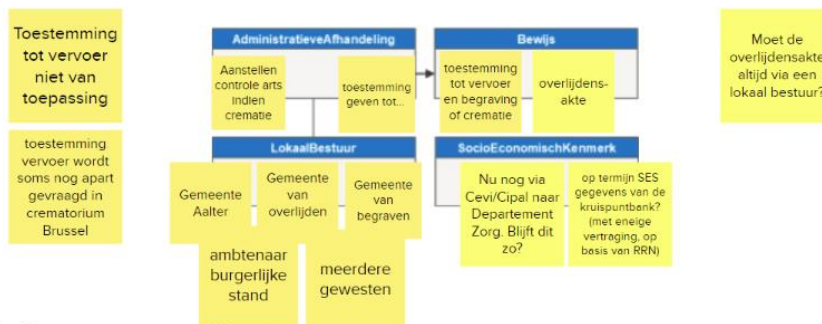 Toestemming
tot vervoer
niet van
toepassing
toestemming
vervoer wordt
soms nog apart
gevraagd in
crematorium
Brussel
AdministratieveAfhandeling
Aanstellen
controle arts
indien
crematie
toestemming
geven tot...
Bewijs
toestemming
tot vervoer
en begraving
of crematie
overlijdens-
akte
LokaalBestuur
Gemeente
Aalter
Gemeente
van
overlijden
Gemeente
van
begraven
ambtenaar
burgerlijke
stand
meerdere
gewesten
SocioEconomischKenmerk
Nu nog via
Cevi/Cipal naar
Departement
Zorg. Blijft dit
zo?
op termijn SES
gegevens van de
kruispuntbank?
(met eneige
vertraging, op
basis van RRN)
Moet de
overlijdensakte
altijd via een
lokaal bestuur?